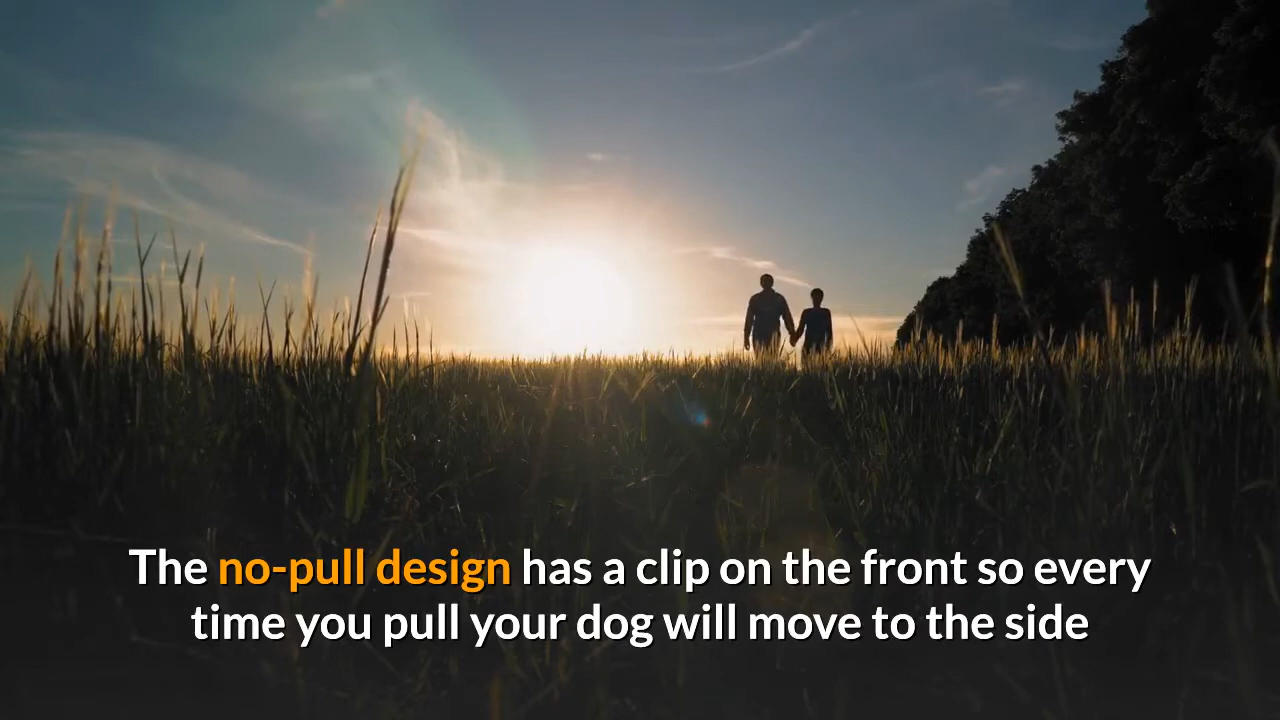 The no-pull design has a clip on the front so every
time you pull your dog will move to the side